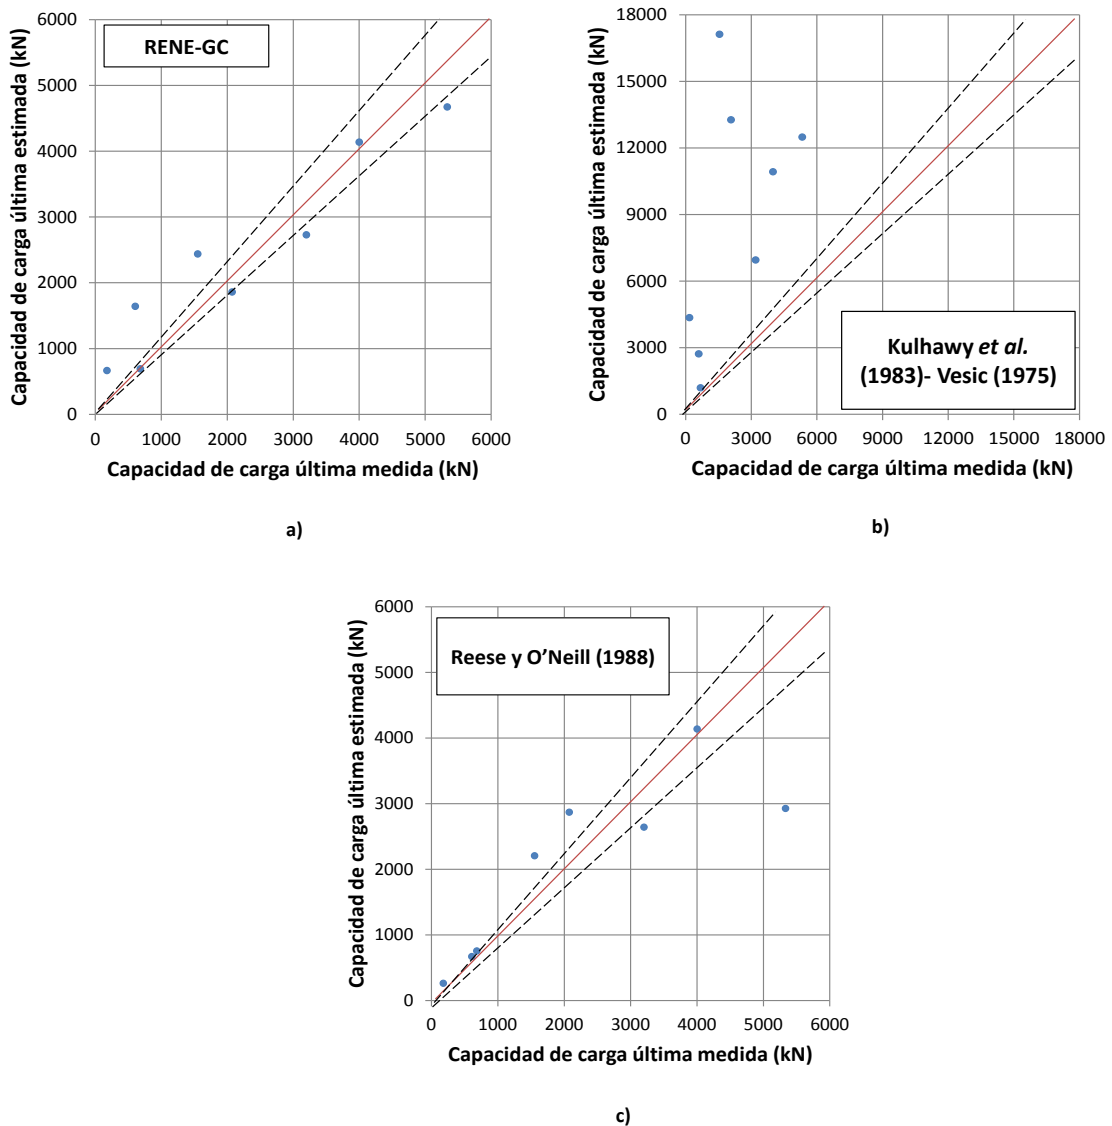 RENE-GC
Capacidad de carga última estimada (kN)
6000
5000
4000
3000
2000
1000
0
0 1000 2000 3000 4000 5000 6000
Capacidad de carga última medida (kN)
a)
Capacidad de carga última estimada (kN)
18000
15000
12000
9000
6000
3000
0
Kulhawy et al.
(1983)- Vesic (1975)
0 3000 6000 9000 12000 15000 18000
Capacidad de carga última medida (kN)
b)
Capacidad de carga última estimada (kN)
6000
5000
4000
3000
2000
1000
0
Reese y O’Neill (1988)
0 1000 2000 3000 4000 5000 6000
Capacidad de carga última medida (kN)
c)